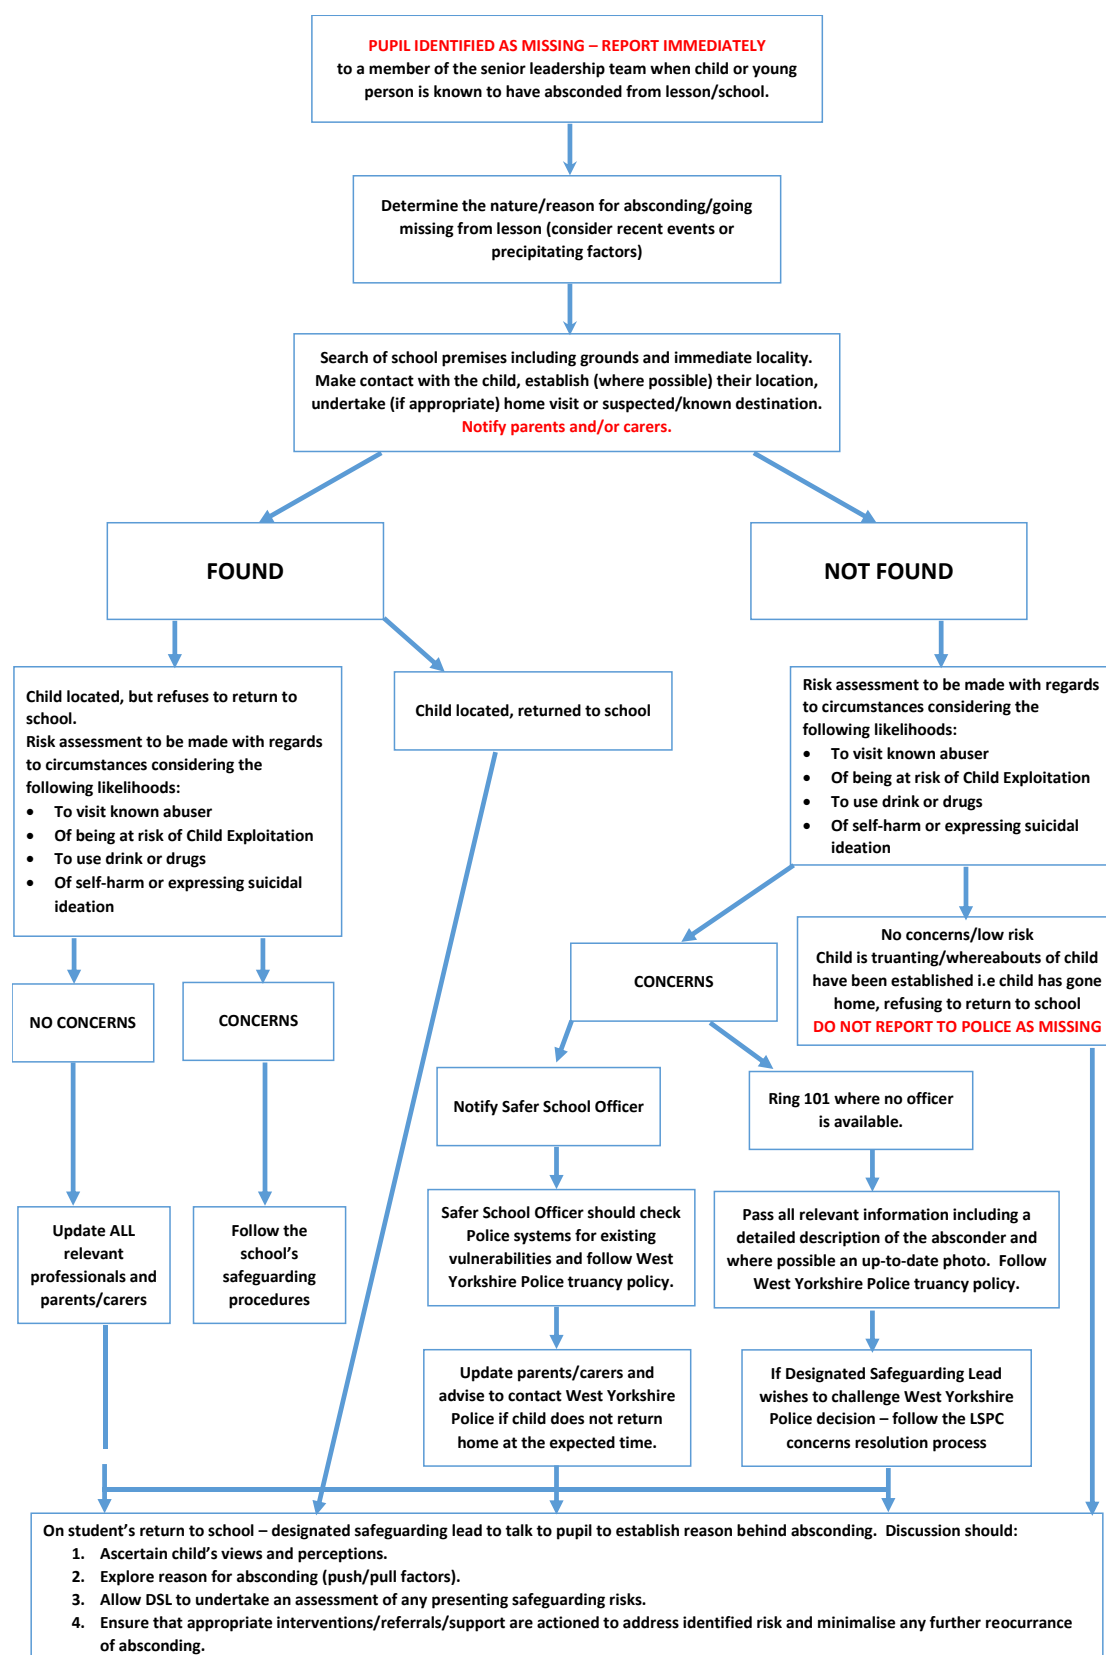 PUPIL IDENTIFIED AS MISSING – REPORT IMMEDIATELY
to a member of the senior leadership team when child or young
person is known to have absconded from lesson/school.
Determine the nature/reason for absconding/going
missing from lesson (consider recent events or
precipitating factors)
Search of school premises including grounds and immediate locality.
Make contact with the child, establish (where possible) their location,
undertake (if appropriate) home visit or suspected/known destination.
Notify parents and/or carers.
FOUND
NOT FOUND
Child located, but refuses to return to
school.
Risk assessment to be made with regards
to circumstances considering the
following likelihoods:
• To visit known abuser
• Of being at risk of Child Exploitation
• To use drink or drugs
• Of self-harm or expressing suicidal
ideation
Child located, returned to school
Risk assessment to be made with regards
to circumstances considering the
following likelihoods:
• To visit known abuser
• Of being at risk of Child Exploitation
• To use drink or drugs
• Of self-harm or expressing suicidal
ideation
NO CONCERNS
CONCERNS
CONCERNS
No concerns/low risk
Child is truanting/whereabouts of child
have been established i.e child has gone
home, refusing to return to school
DO NOT REPORT TO POLICE AS MISSING
Notify Safer School Officer
Ring 101 where no officer
is available.
Update ALL
relevant
professionals and
parents/carers
Follow the
school's
safeguarding
procedures
Safer School Officer should check
Police systems for existing
vulnerabilities and follow West
Yorkshire Police truancy policy.
Pass all relevant information including a
detailed description of the absconder and
where possible an up-to-date photo. Follow
West Yorkshire Police truancy policy.
Update parents/carers and
advise to contact West Yorkshire
Police if child does not return
home at the expected time.
If Designated Safeguarding Lead
wishes to challenge West Yorkshire
Police decision – follow the LSPC
concerns resolution process
On student's return to school – designated safeguarding lead to talk to pupil to establish reason behind absconding. Discussion should:
1. Ascertain child's views and perceptions.
2. Explore reason for absconding (push/pull factors).
3. Allow DSL to undertake an assessment of any presenting safeguarding risks.
4. Ensure that appropriate interventions/referrals/support are actioned to address identified risk and minimalise any further reocurrance
of absconding.